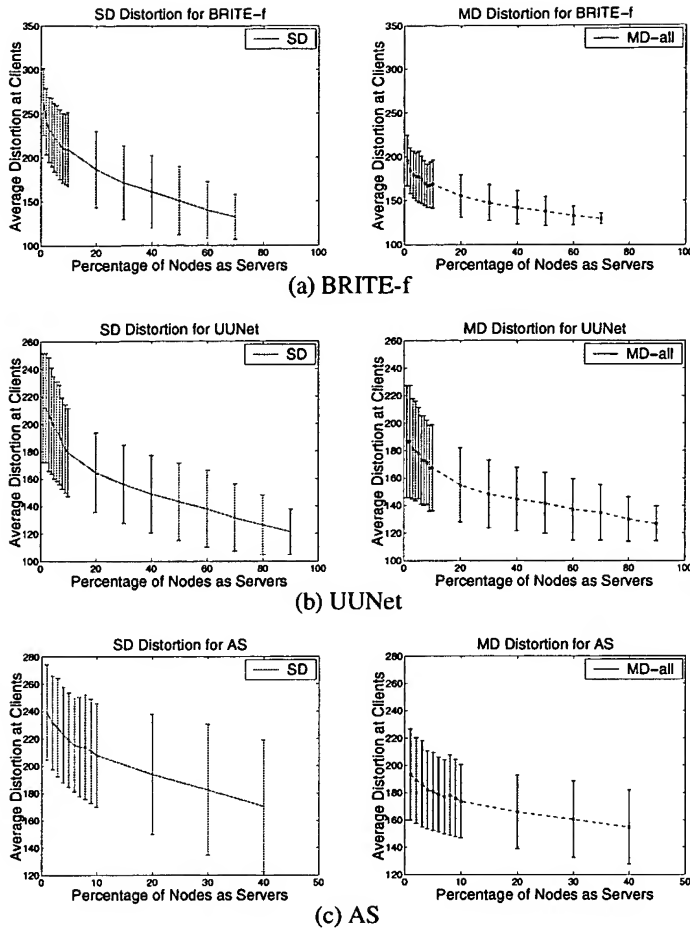 SD Distortion for BRITE-f
MD Distortion for BRITE-f
SD
MD-all
350
300
250
200
150
100
0 20 40 60 80 100
350
300
250
200
150
100
0 20 40 60 80 100
Average Distortion at Clients
Average Distortion at Clients
Percentage of Nodes as Servers
Percentage of Nodes as Servers
(a) BRITE-f
SD Distortion for UUNet
MD Distortion for UUNet
SD
MD-all
260
240
220
200
180
160
140
120
100
0 20 40 60 80 100
260
240
220
200
180
160
140
120
100
0 20 40 60 80 100
Average Distortion at Clients
Average Distortion at Clients
Percentage of Nodes as Servers
Percentage of Nodes as Servers
(b) UUNet
SD Distortion for AS
MD Distortion for AS
SD
MD-all
280
260
240
220
200
180
160
140
120
0 10 20 30 40 50
280
260
240
220
200
180
160
140
120
0 10 20 30 40 50
Average Distortion at Clients
Average Distortion at Clients
Percentage of Nodes as Servers
Percentage of Nodes as Servers
(c) AS